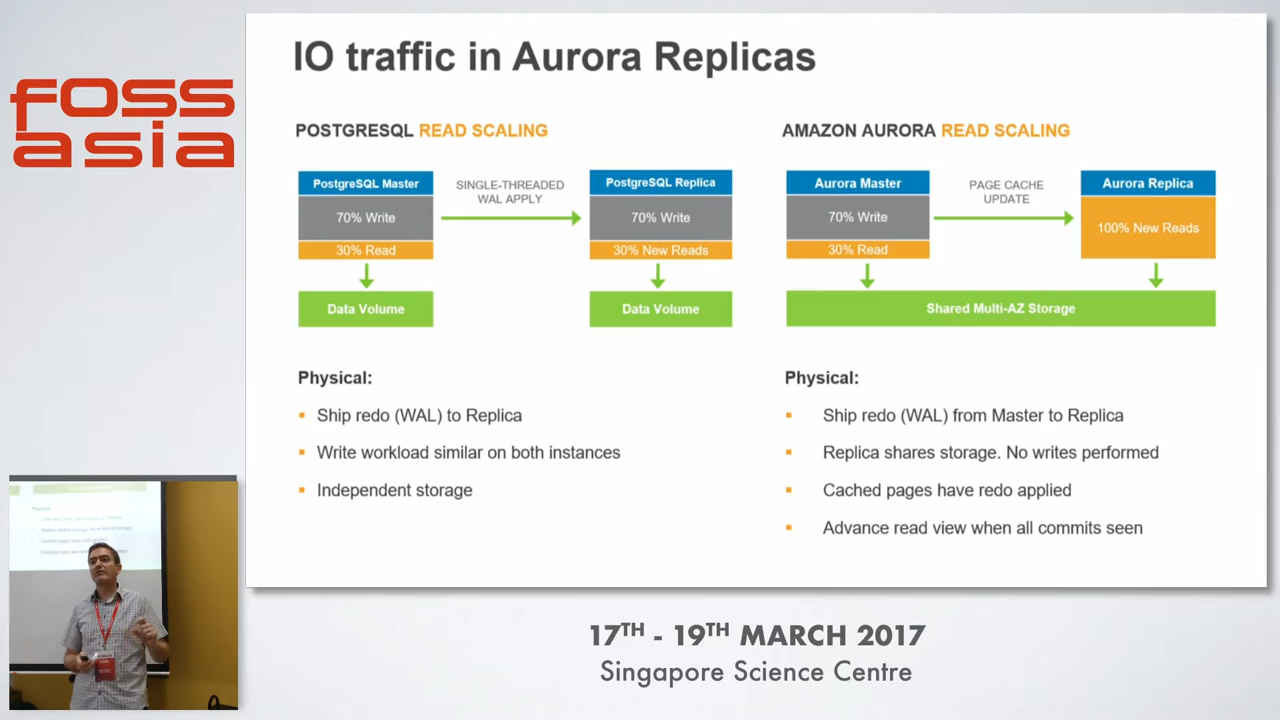 foss
asia
IO traffic in Aurora Replicas
POSTGRESQL READ SCALING
PostgreSQL Master
70% Write
30% Read
Data Volume
SINGLE-THREADED
WAL APPLY
PostgreSQL Replica
70% Write
30% New Reads
Data Volume
Physical:
Ship redo (WAL) to Replica
Write workload similar on both instances
Independent storage
AMAZON AURORA READ SCALING
Aurora Master
70% Write
30% Read
PAGE CACHE
UPDATE
Aurora Replica
100% New Reads
Shared Multi-AZ Storage
Physical:
Ship redo (WAL) from Master to Replica
Replica shares storage. No writes performed
Cached pages have redo applied
Advance read view when all commits seen
Physical:
17TH - 19TH MARCH 2017
Singapore Science Centre